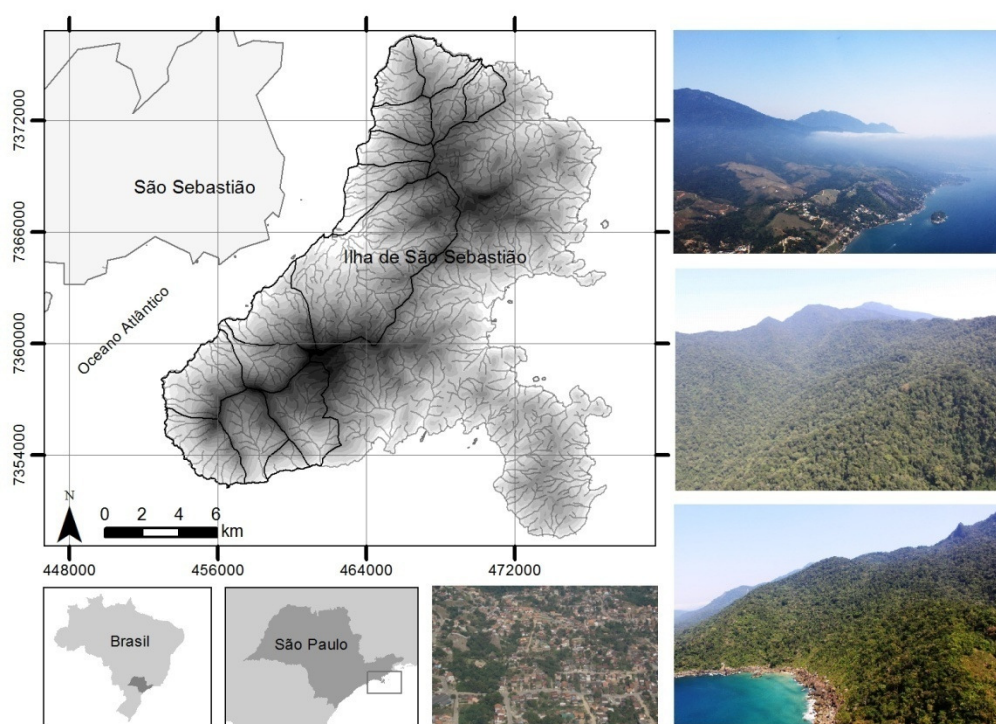 7372000
7366000
7360000
7354000
São Sebastião
Ilha de São Sebastião
Oceano Atlântico
N
0 2 4 6
km
448000 456000 464000 472000
Brasil
São Paulo